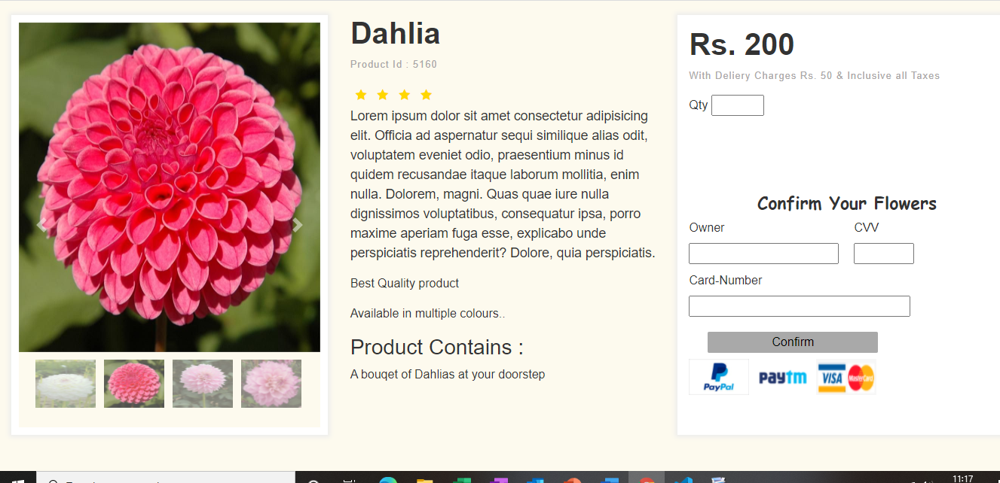 Dahlia
Product Id : 5160
Lorem ipsum dolor sit amet consectetur adipisicing
elit. Officia ad aspernatur sequi similique alias odit,
voluptatem eveniet odio, praesentium minus id
quidem recusandae itaque laborum mollitia, enim
nulla. Dolorem, magni. Quas quae iure nulla
dignissimos voluptatibus, consequatur ipsa, porro
maxime aperiam fuga esse, explicabo unde
perspiciatis reprehenderit? Dolore, quia perspiciatis.
Best Quality product
Available in multiple colours..
Product Contains :
A bouqet of Dahlias at your doorstep
Rs. 200
With Deliery Charges Rs. 50 & Inclusive all Taxes
Qty
Confirm Your Flowers
Owner CVV
Card-Number
Confirm
PayPal paytm VISA MasterCard
11:17